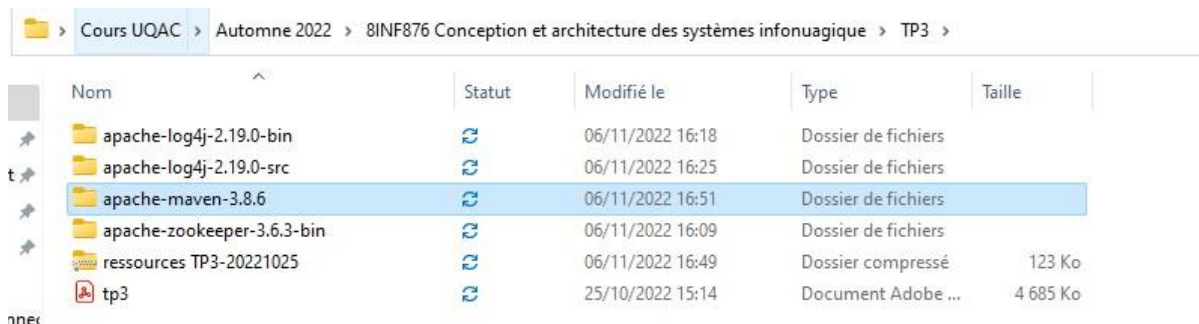 Cours UQAC > Automne 2022 > 8INF876 Conception et architecture des systèmes infonuagique > TP3 >
Nom Statut Modifié le Type Taille
apache-log4j-2.19.0-bin 06/11/2022 16:18 Dossier de fichiers
apache-log4j-2.19.0-src 06/11/2022 16:25 Dossier de fichiers
apache-maven-3.8.6 06/11/2022 16:51 Dossier de fichiers
apache-zookeeper-3.6.3-bin 06/11/2022 16:09 Dossier de fichiers
ressources TP3-20221025 06/11/2022 16:49 Dossier compressé 123 Ko
tp3 25/10/2022 15:14 Document Adobe ... 4 685 Ko